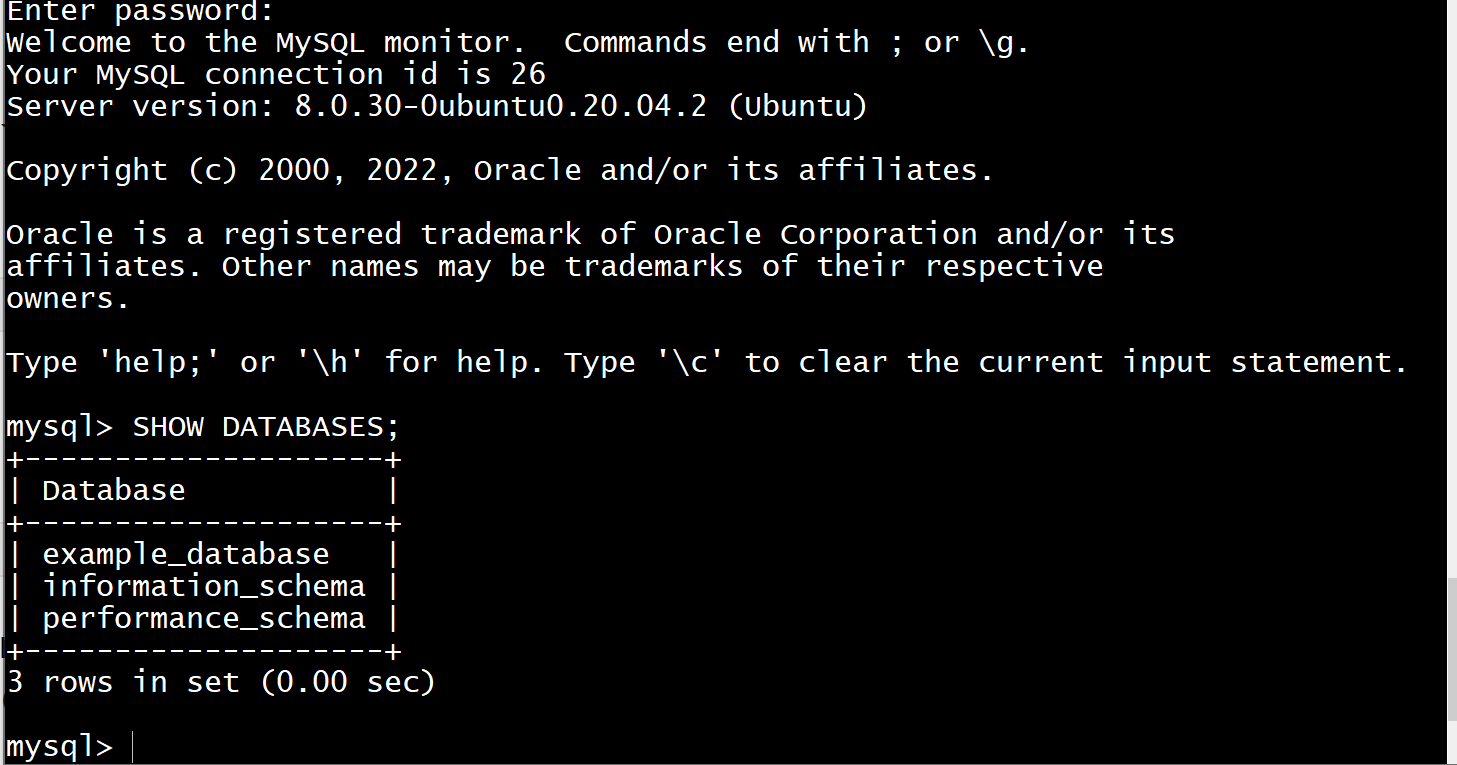 Enter password:
Welcome to the MySQL monitor.  Commands end with ; or \g.
Your MySQL connection id is 26
Server version: 8.0.30-0ubuntu0.20.04.2 (Ubuntu)
Copyright (c) 2000, 2022, Oracle and/or its affiliates.
Oracle is a registered trademark of Oracle Corporation and/or its
affiliates. Other names may be trademarks of their respective
owners.
Type 'help;' or '\h' for help. Type '\c' to clear the current input statement.
mysql> SHOW DATABASES;
+--------------------+
| Database           |
+--------------------+
| example_database   |
| information_schema |
| performance_schema |
+--------------------+
3 rows in set (0.00 sec)
mysql>